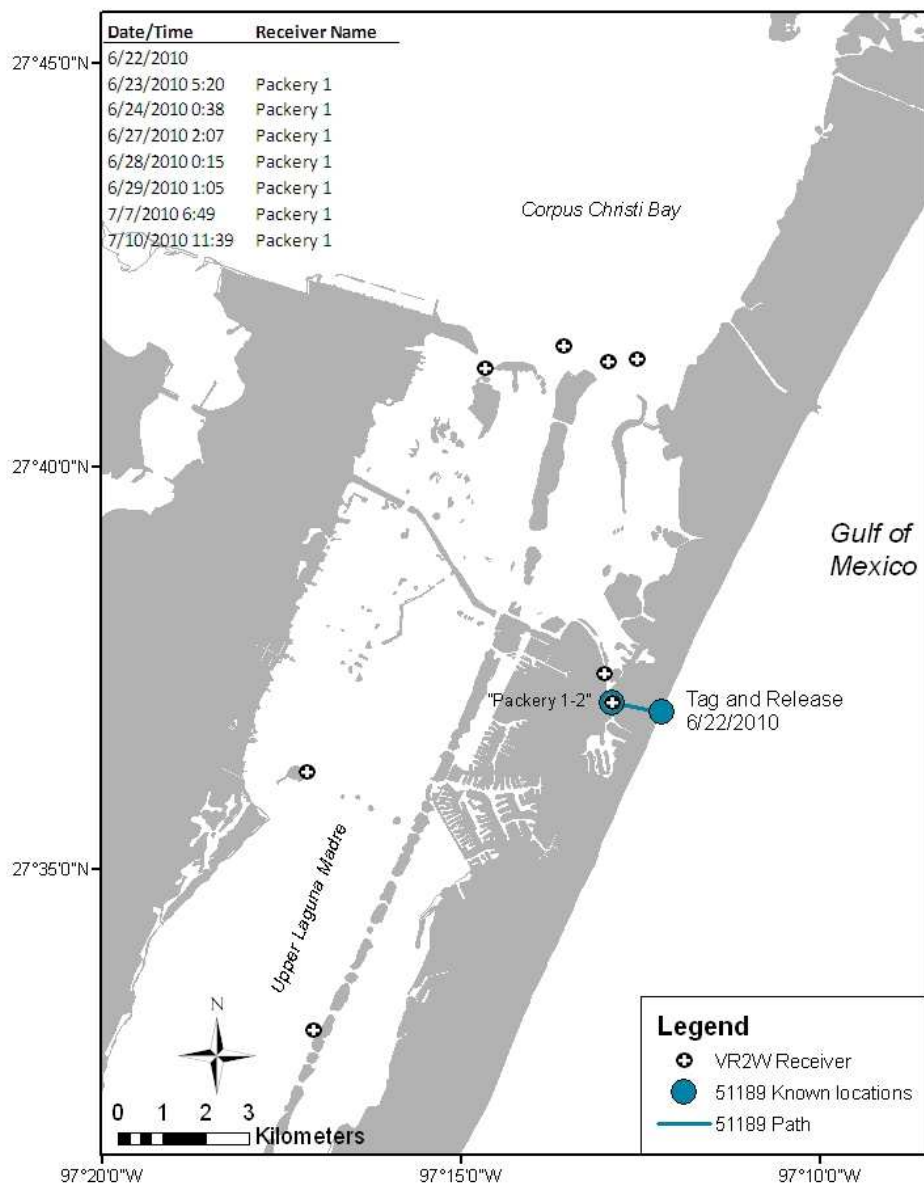 Date/Time Receiver Name
6/22/2010
6/23/2010 5:20 Packery 1
6/24/2010 0:38 Packery 1
6/27/2010 2:07 Packery 1
6/28/2010 0:15 Packery 1
6/29/2010 1:05 Packery 1
7/7/2010 6:49 Packery 1
7/10/2010 11:39 Packery 1
27°45'0"N
Corpus Christi Bay
27°40'0"N
Gulf of
Mexico
"Packery 1-2"
Tag and Release
6/22/2010
27°35'0"N
Upper Laguna Madre
N
0 1 2 3
Kilometers
Legend
VR2W Receiver
51189 Known locations
51189 Path
97°20'0"W 97°15'0"W 97°10'0"W